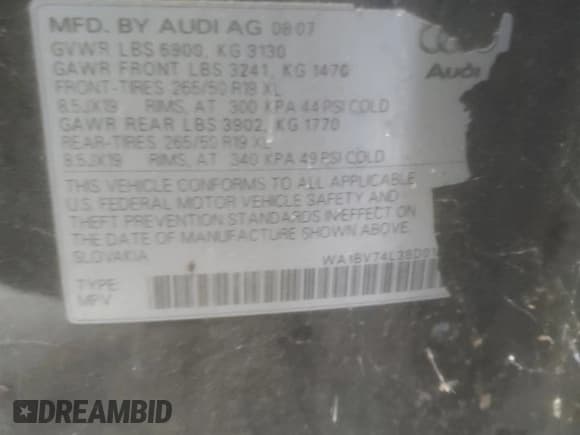 MFD. BY AUDI AG 08 07
GVWR LBS 6900, KG 3130
GAWR FRONT LBS 3241, KG 1470
FRONT-TIRES 265/50 R19 XL
8.5JX19 RIMS, AT 300 KPA 44 PSI COLD
GAWR REAR LBS 3902, KG 1770
REAR-TIRES 265/50 R19 XL
8.5JX19 RIMS, AT 340 KPA 49 PSI COLD
THIS VEHICLE CONFORMS TO ALL APPLICABLE
U.S. FEDERAL MOTOR VEHICLE SAFETY AND
THEFT PREVENTION STANDARDS IN EFFECT ON
THE DATE OF MANUFACTURE SHOWN ABOVE.
SLOVAKIA
TYPE:
MPV
Audi
DREAMBID